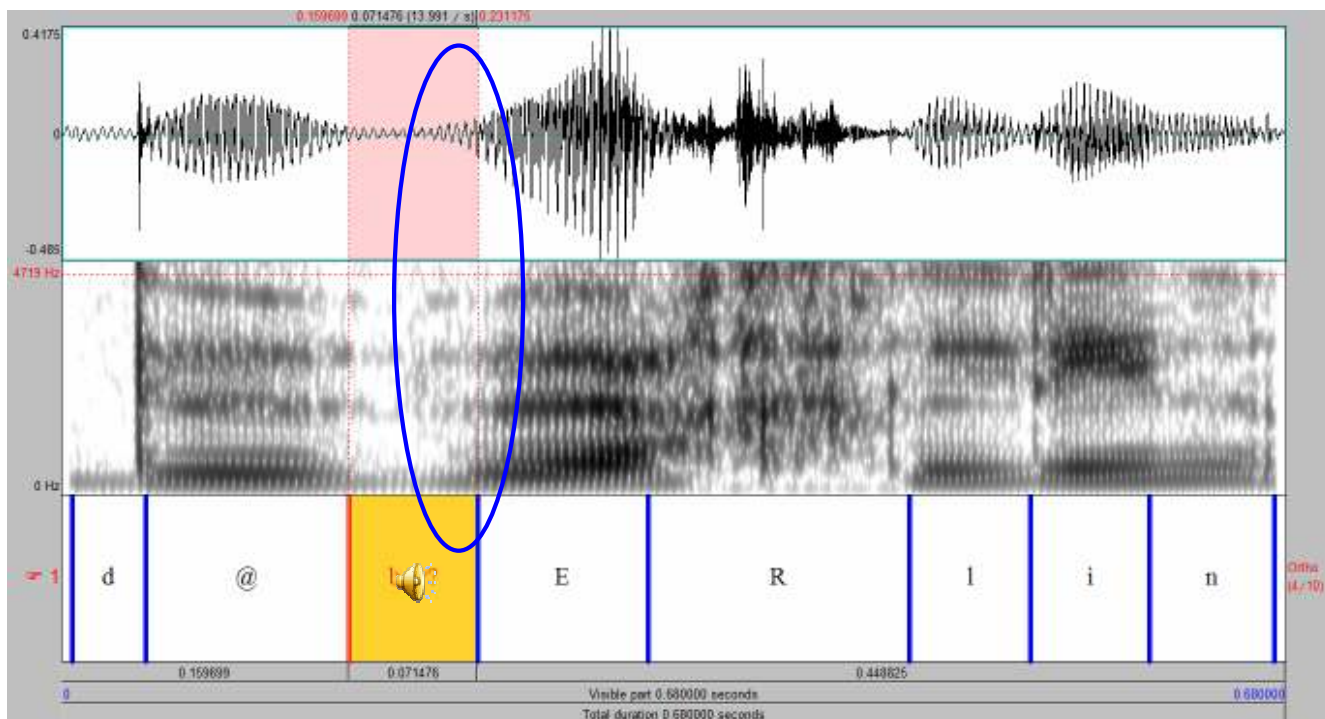 0.159699 0.071476 (13.991 / s) 0.231175
0.4175
0
-0.485
4719 Hz
0 Hz
1 d @ E R l i n
Ortho
(4/10)
0.159699 0.071476 0.448825
0 Visible part 0.680000 seconds 0.680000
Total duration 0.680000 seconds